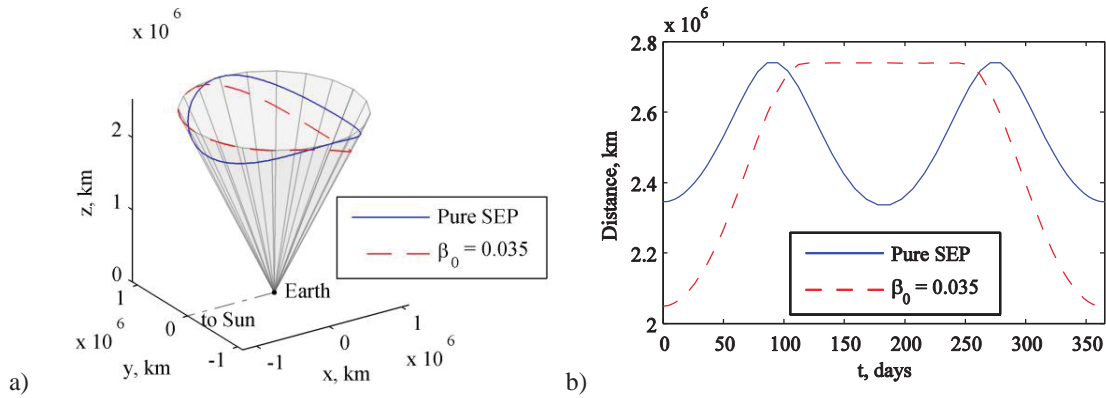 x 10 6
2
1
0
z, km
1
0
-1
x 10 6
y, km
to Sun
Earth
-1
0
1
x 10 6
x, km
Pure SEP
β0 = 0.035
a)
x 10 6
2.8
2.6
2.4
2.2
2
Distance, km
0
50
100
150
200
250
300
350
t, days
Pure SEP
β0 = 0.035
b)